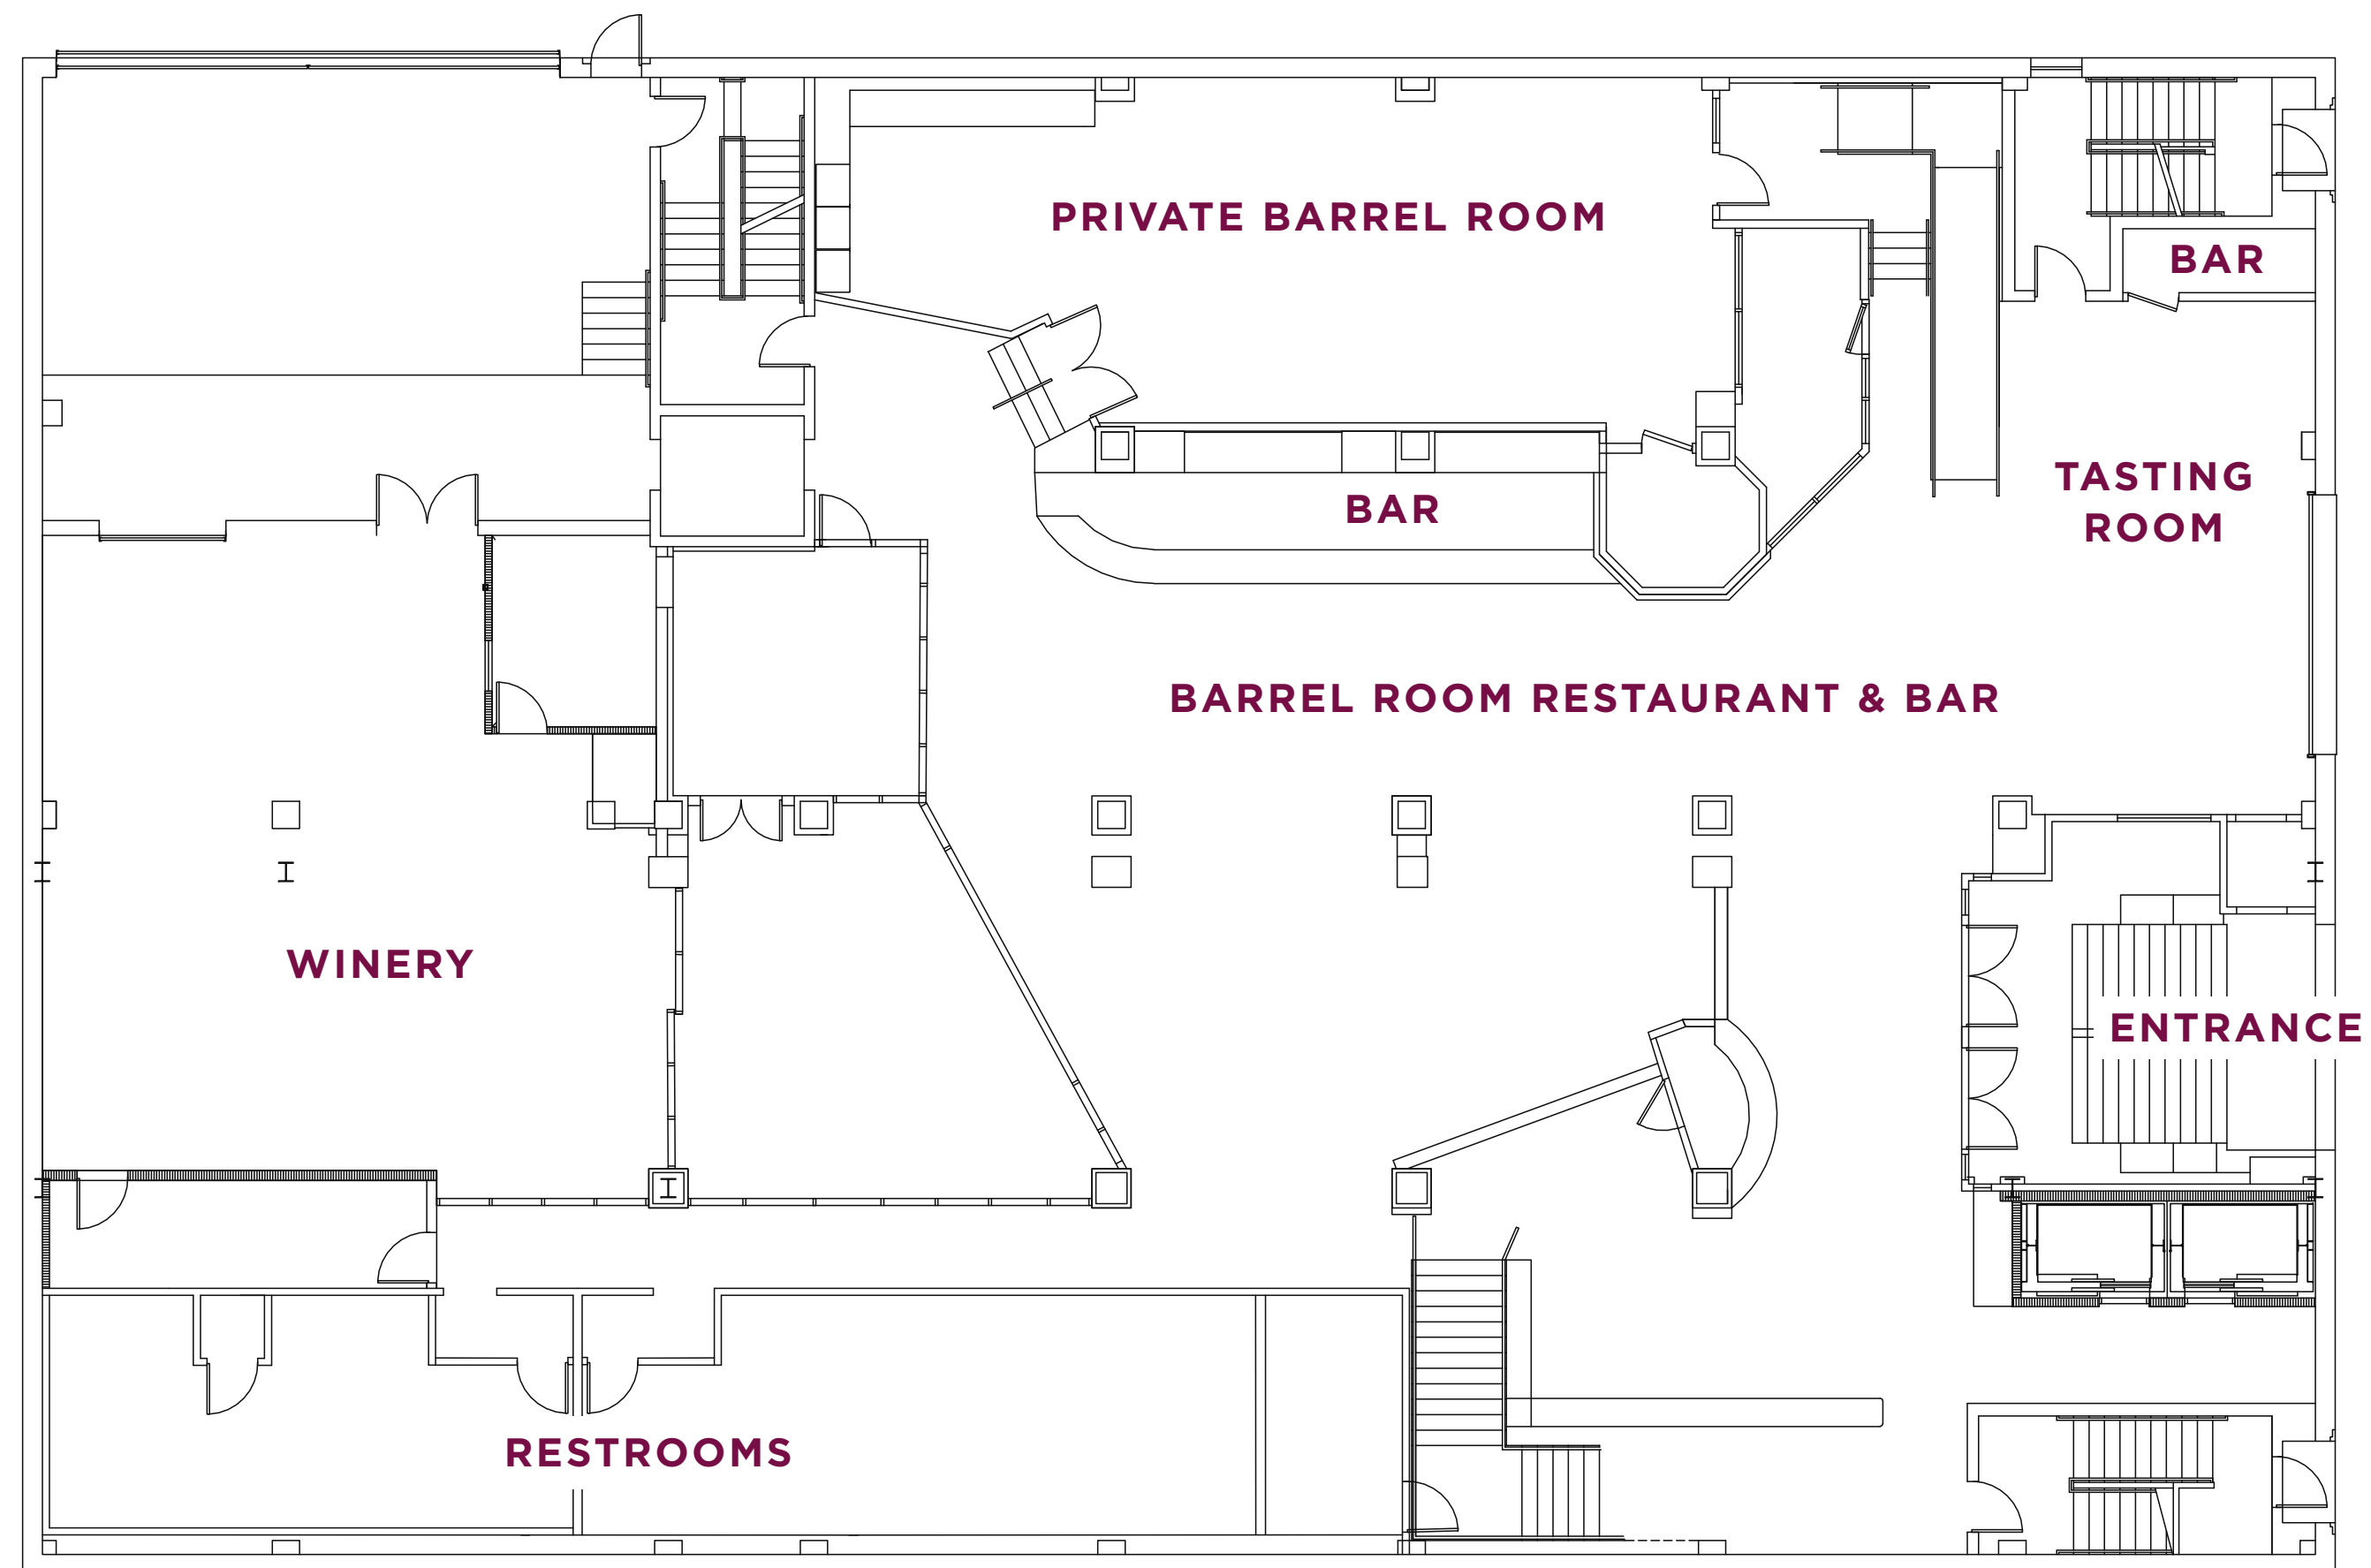 PRIVATE BARREL ROOM
BAR
TASTING
ROOM
BAR
BARREL ROOM RESTAURANT & BAR
WINERY
ENTRANCE
RESTROOMS